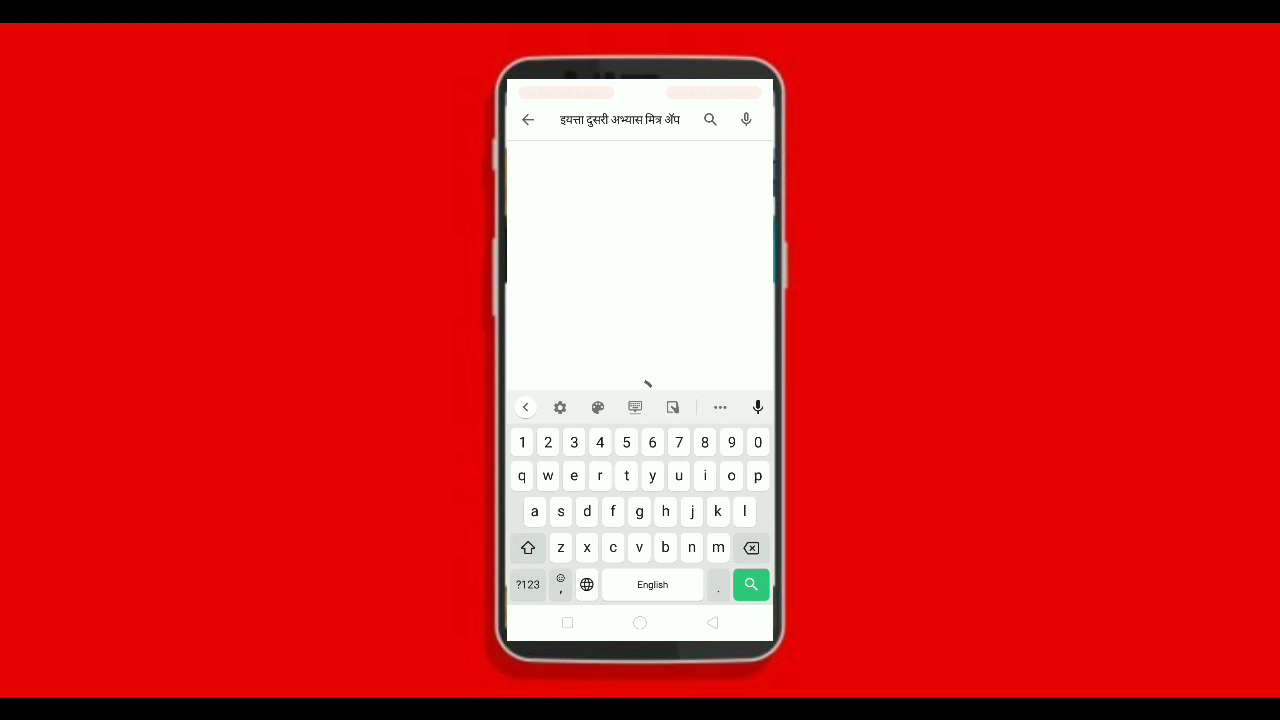 इयत्ता दुसरी अभ्यास मित्र ॲप
1 2 3 4 5 6 7 8 9 0
q w e r t y u i o p
a s d f g h j k l
z x c v b n m
?123 , English .